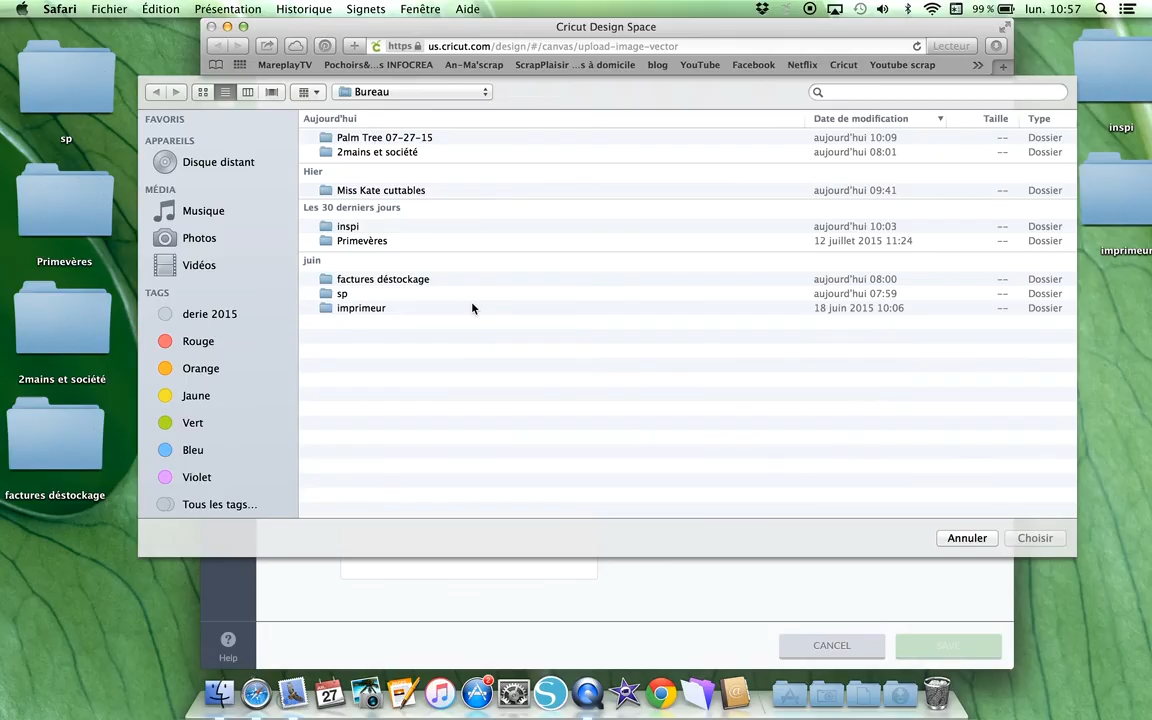 Safari Fichier Édition Présentation Historique Signets Fenêtre Aide 99 % lun. 10:57
Cricut Design Space
https us.cricut.com/design/#/canvas/upload-image-vector Lecteur
MareplayTV Pochoirs&...s INFOCREA An-Ma'scrap ScrapPlaisir ...s à domicile blog YouTube Facebook Netflix Cricut Youtube scrap
Bureau
FAVORIS
APPAREILS
Disque distant
MÉDIA
Musique
Photos
Vidéos
TAGS
derie 2015
Rouge
Orange
Jaune
Vert
Bleu
Violet
Tous les tags...
Aujourd'hui Date de modification Taille Type
Palm Tree 07-27-15 aujourd'hui 10:09 -- Dossier
2mains et société aujourd'hui 08:01 -- Dossier
Hier
Miss Kate cuttables aujourd'hui 09:41 -- Dossier
Les 30 derniers jours
inspi aujourd'hui 10:03 -- Dossier
Primevères 12 juillet 2015 11:24 -- Dossier
juin
factures déstockage aujourd'hui 08:00 -- Dossier
sp aujourd'hui 07:59 -- Dossier
imprimeur 18 juin 2015 10:06 -- Dossier
Annuler Choisir
sp
Primevères
2mains et société
factures déstockage
inspi
imprimeur
Help
CANCEL SAVE
27